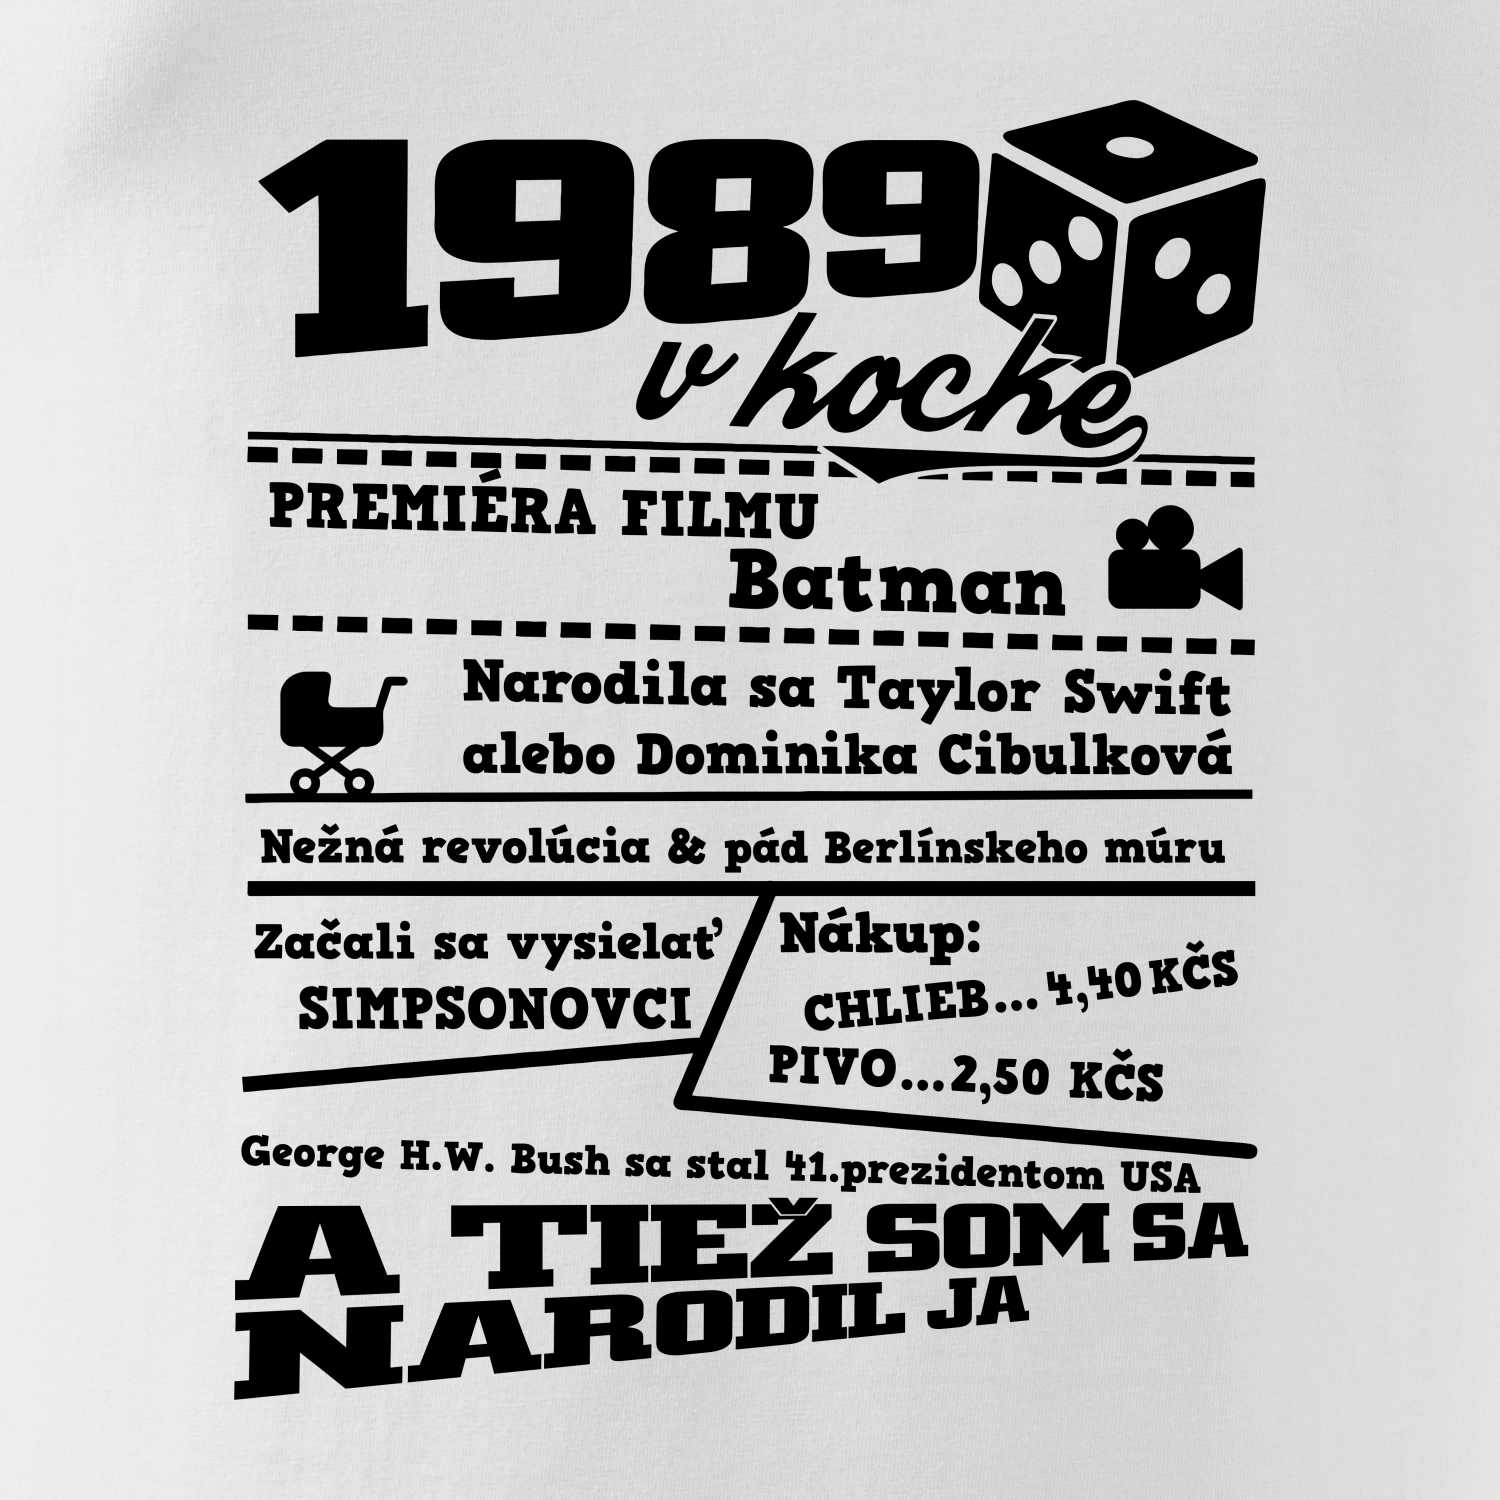 1989
v kocke
PREMIÉRA FILMU
Batman
Narodila sa Taylor Swift
alebo Dominika Cibulková
Nežná revolúcia & pád Berlínskeho múru
Začali sa vysielať
SIMPSONOVCI
Nákup:
CHLIEB...4,40 KČS
PIVO...2,50 KČS
George H.W. Bush sa stal 41.prezidentom USA
A TIEŽ SOM SA
NARODIL JA